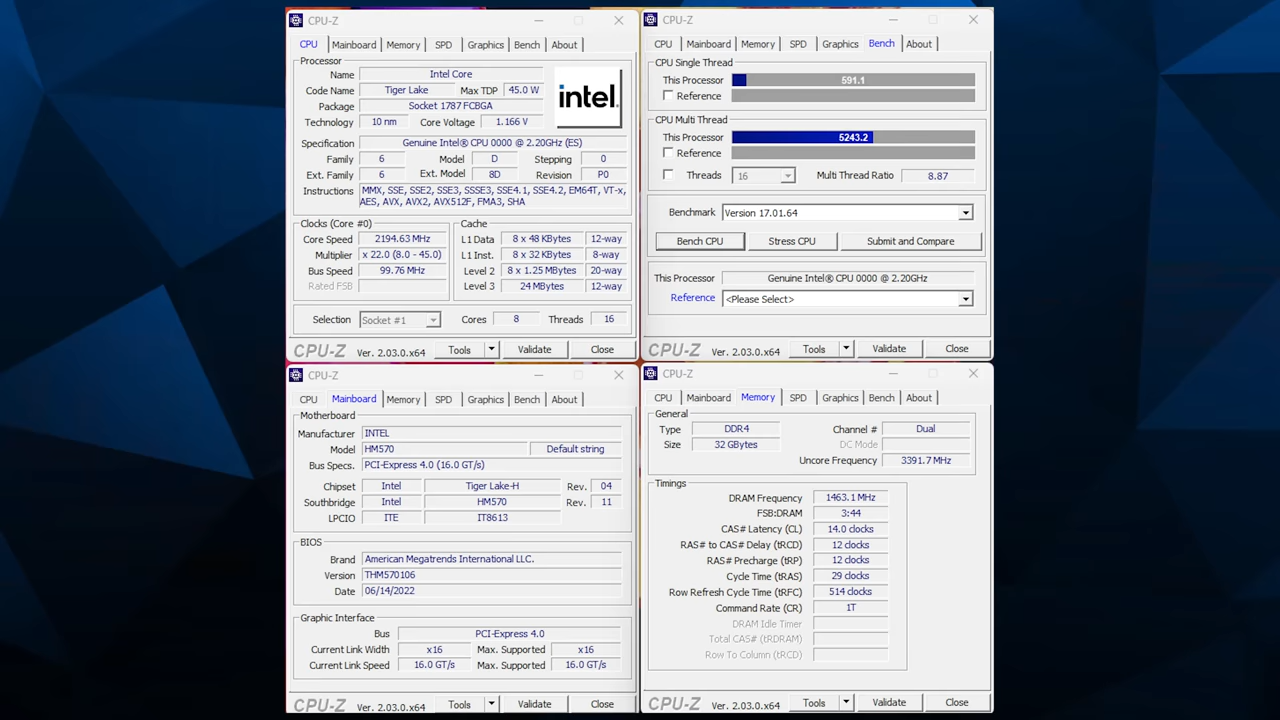 CPU-Z
CPU Mainboard Memory SPD Graphics Bench About
Processor
Name Intel Core
Code Name Tiger Lake Max TDP 45.0 W
Package Socket 1787 FCBGA
Technology 10 nm Core Voltage 1.166 V
intel.
Specification Genuine Intel® CPU 0000 @ 2.20GHz (ES)
Family 6 Model D Stepping 0
Ext. Family 6 Ext. Model 8D Revision P0
Instructions MMX, SSE, SSE2, SSE3, SSSE3, SSE4.1, SSE4.2, EM64T, VT-x,
AES, AVX, AVX2, AVX512F, FMA3, SHA
Clocks (Core #0)
Core Speed 2194.63 MHz
Multiplier x 22.0 (8.0 - 45.0)
Bus Speed 99.76 MHz
Rated FSB
Cache
L1 Data 8 x 48 KBytes 12-way
L1 Inst. 8 x 32 KBytes 8-way
Level 2 8 x 1.25 MBytes 20-way
Level 3 24 MBytes 12-way
Selection Socket #1 Cores 8 Threads 16
CPU-Z Ver. 2.03.0.x64 Tools Validate Close
CPU-Z
CPU Mainboard Memory SPD Graphics Bench About
CPU Single Thread
This Processor 591.1
Reference
CPU Multi Thread
This Processor 5243.2
Reference
Threads 16 Multi Thread Ratio 8.87
Benchmark Version 17.01.64
Bench CPU Stress CPU Submit and Compare
This Processor Genuine Intel® CPU 0000 @ 2.20GHz
Reference <Please Select>
CPU-Z Ver. 2.03.0.x64 Tools Validate Close
CPU-Z
CPU Mainboard Memory SPD Graphics Bench About
Motherboard
Manufacturer INTEL
Model HM570 Default string
Bus Specs. PCI-Express 4.0 (16.0 GT/s)
Chipset Intel Tiger Lake-H Rev. 04
Southbridge Intel HM570 Rev. 11
LPCIO ITE IT8613
BIOS
Brand American Megatrends International LLC.
Version THM570106
Date 06/14/2022
Graphic Interface
Bus PCI-Express 4.0
Current Link Width x16 Max. Supported x16
Current Link Speed 16.0 GT/s Max. Supported 16.0 GT/s
CPU-Z Ver. 2.03.0.x64 Tools Validate Close
CPU-Z
CPU Mainboard Memory SPD Graphics Bench About
General
Type DDR4 Channel # Dual
Size 32 GBytes DC Mode
Uncore Frequency 3391.7 MHz
Timings
DRAM Frequency 1463.1 MHz
FSB:DRAM 3:44
CAS# Latency (CL) 14.0 clocks
RAS# to CAS# Delay (tRCD) 12 clocks
RAS# Precharge (tRP) 12 clocks
Cycle Time (tRAS) 29 clocks
Row Refresh Cycle Time (tRFC) 514 clocks
Command Rate (CR) 1T
DRAM Idle Timer
Total CAS# (tRDRAM)
Row To Column (tRCD)
CPU-Z Ver. 2.03.0.x64 Tools Validate Close